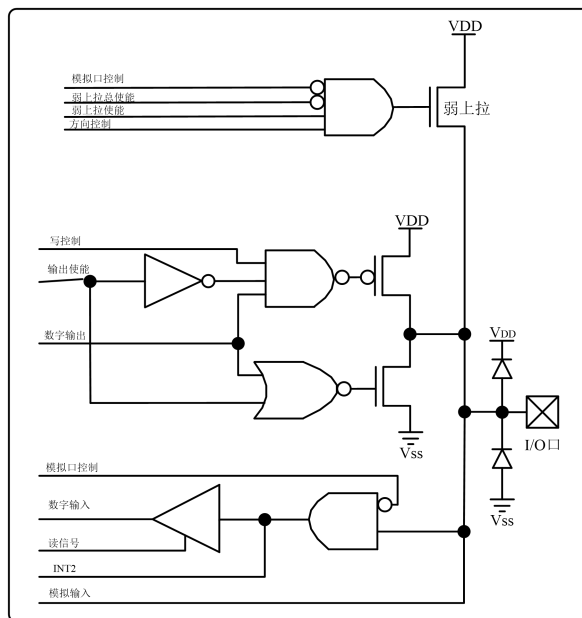 VDD
模拟口控制
弱上拉总使能
弱上拉使能
方向控制
弱上拉
写控制
VDD
输出使能
数字输出
VDD
VSS
I/O口
模拟口控制
数字输入
VSS
读信号
INT2
模拟输入